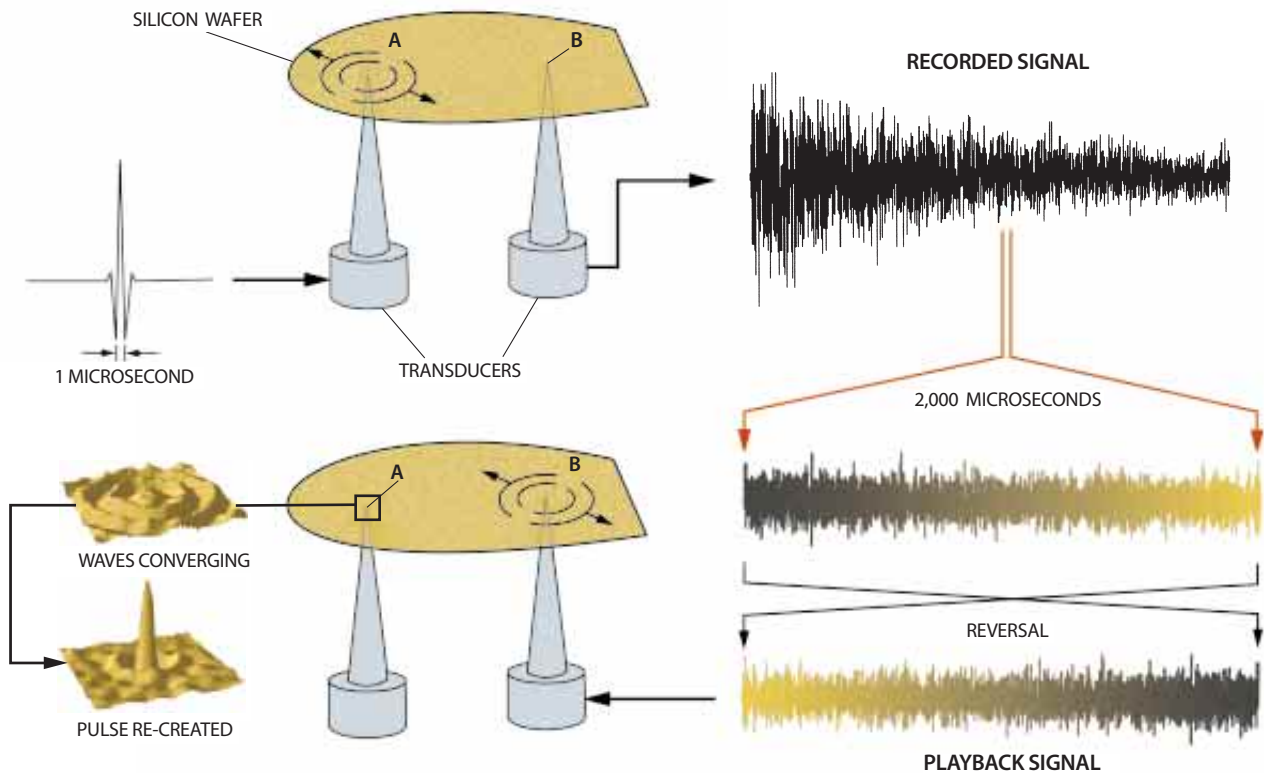 SILICON WAFER
A
B
RECORDED SIGNAL
1 MICROSECOND
TRANSDUCERS
2,000 MICROSECONDS
A
B
WAVES CONVERGING
REVERSAL
PULSE RE-CREATED
PLAYBACK SIGNAL